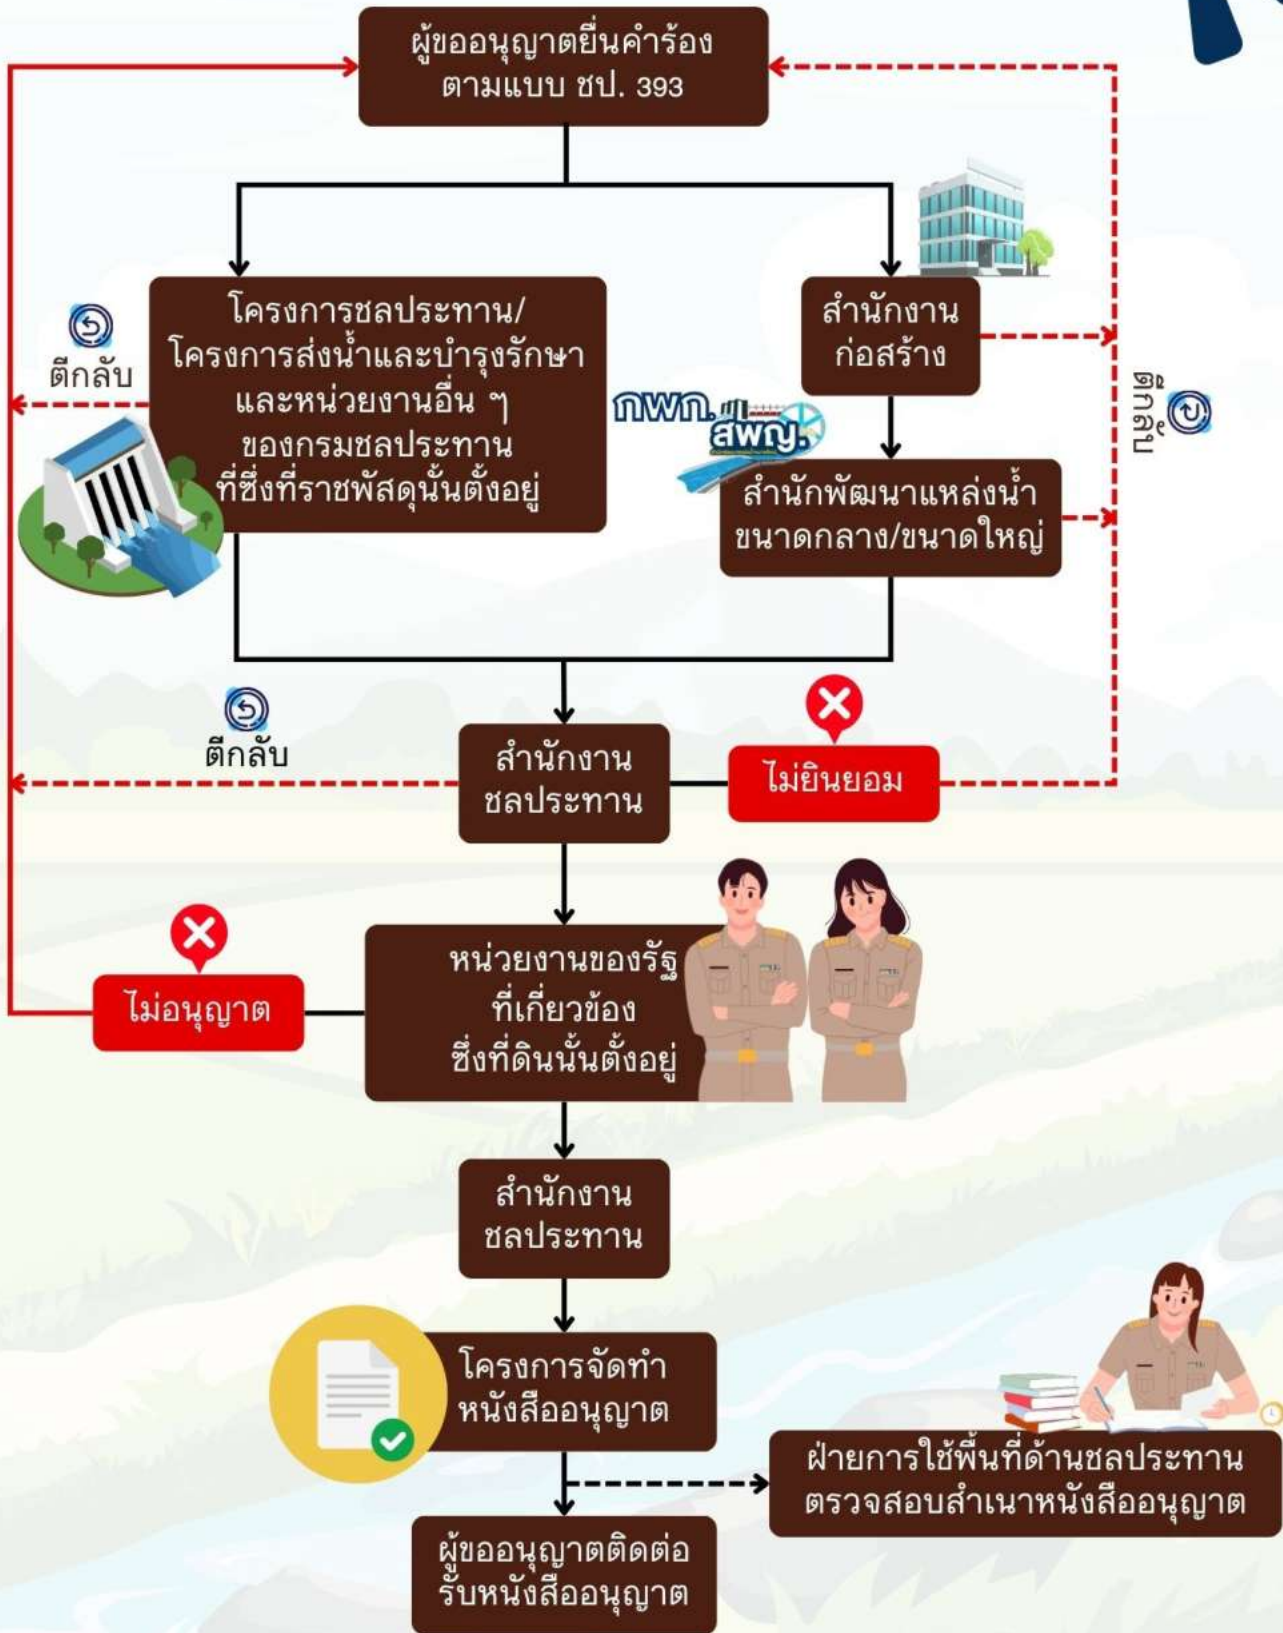 ผู้ขออนุญาตยื่นคำร้อง
ตามแบบ ชป. 393
โครงการชลประทาน/
โครงการส่งน้ำและบำรุงรักษา
และหน่วยงานอื่น ๆ
ของกรมชลประทาน
ที่ซึ่งที่ราชพัสดุนั้นตั้งอยู่
ตีกลับ
สำนักงาน
ก่อสร้าง
ตีกลับ
กพก.
สพญ.
สำนักพัฒนาแหล่งน้ำ
ขนาดกลาง/ขนาดใหญ่
ตีกลับ
สำนักงาน
ชลประทาน
ไม่ยินยอม
ไม่อนุญาต
หน่วยงานของรัฐ
ที่เกี่ยวข้อง
ซึ่งที่ดินนั้นตั้งอยู่
สำนักงาน
ชลประทาน
โครงการจัดทำ
หนังสืออนุญาต
ฝ่ายการใช้พื้นที่ด้านชลประทาน
ตรวจสอบสำเนาหนังสืออนุญาต
ผู้ขออนุญาตติดต่อ
รับหนังสืออนุญาต